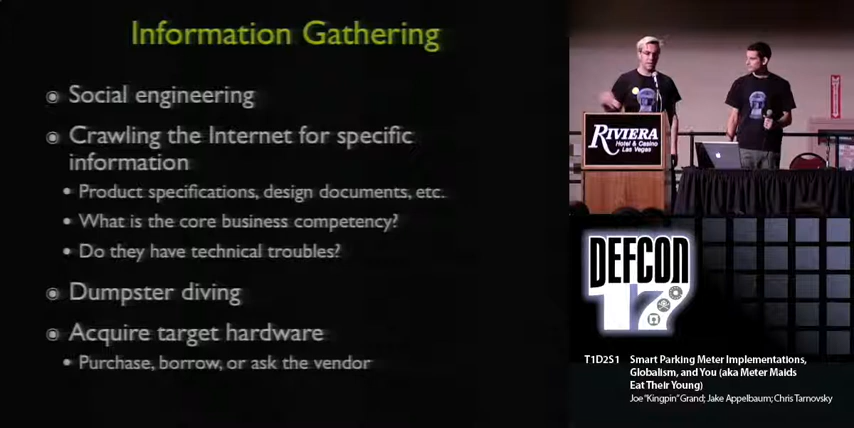 Information Gathering
Social engineering
Crawling the Internet for specific
information
Product specifications, design documents, etc.
What is the core business competency?
Do they have technical troubles?
Dumpster diving
Acquire target hardware
Purchase, borrow, or ask the vendor
RIVIERA
Hotel & Casino
Las Vegas
DEFCON
17
T1D2S1 Smart Parking Meter Implementations,
Globalism, and You (aka Meter Maids
Eat Their Young)
Joe "Kingpin" Grand; Jake Appelbaum; Chris Tarnovsky